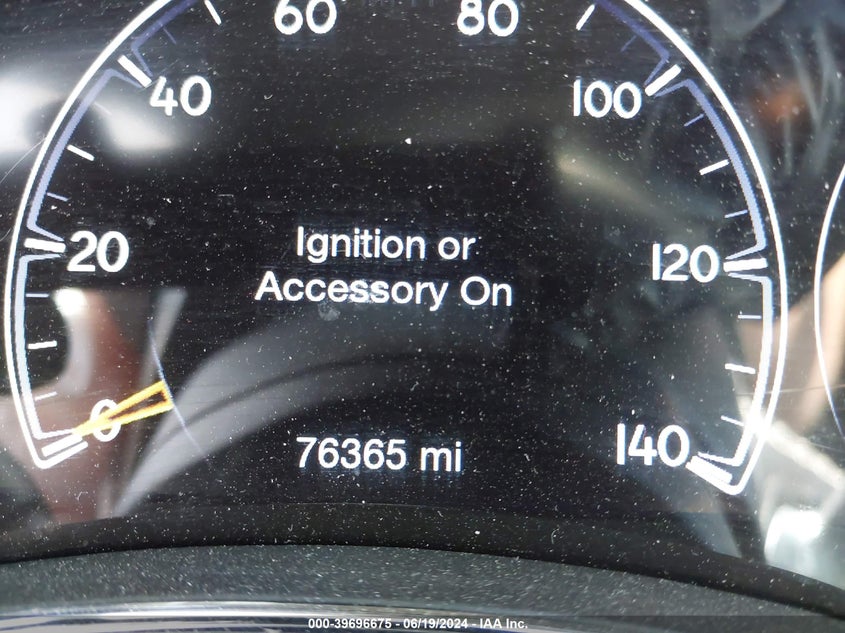 60 80
40 100
20 120
Ignition or
Accessory On
0 140
76365 mi
000-39696675 - 06/19/2024 - IAA Inc.